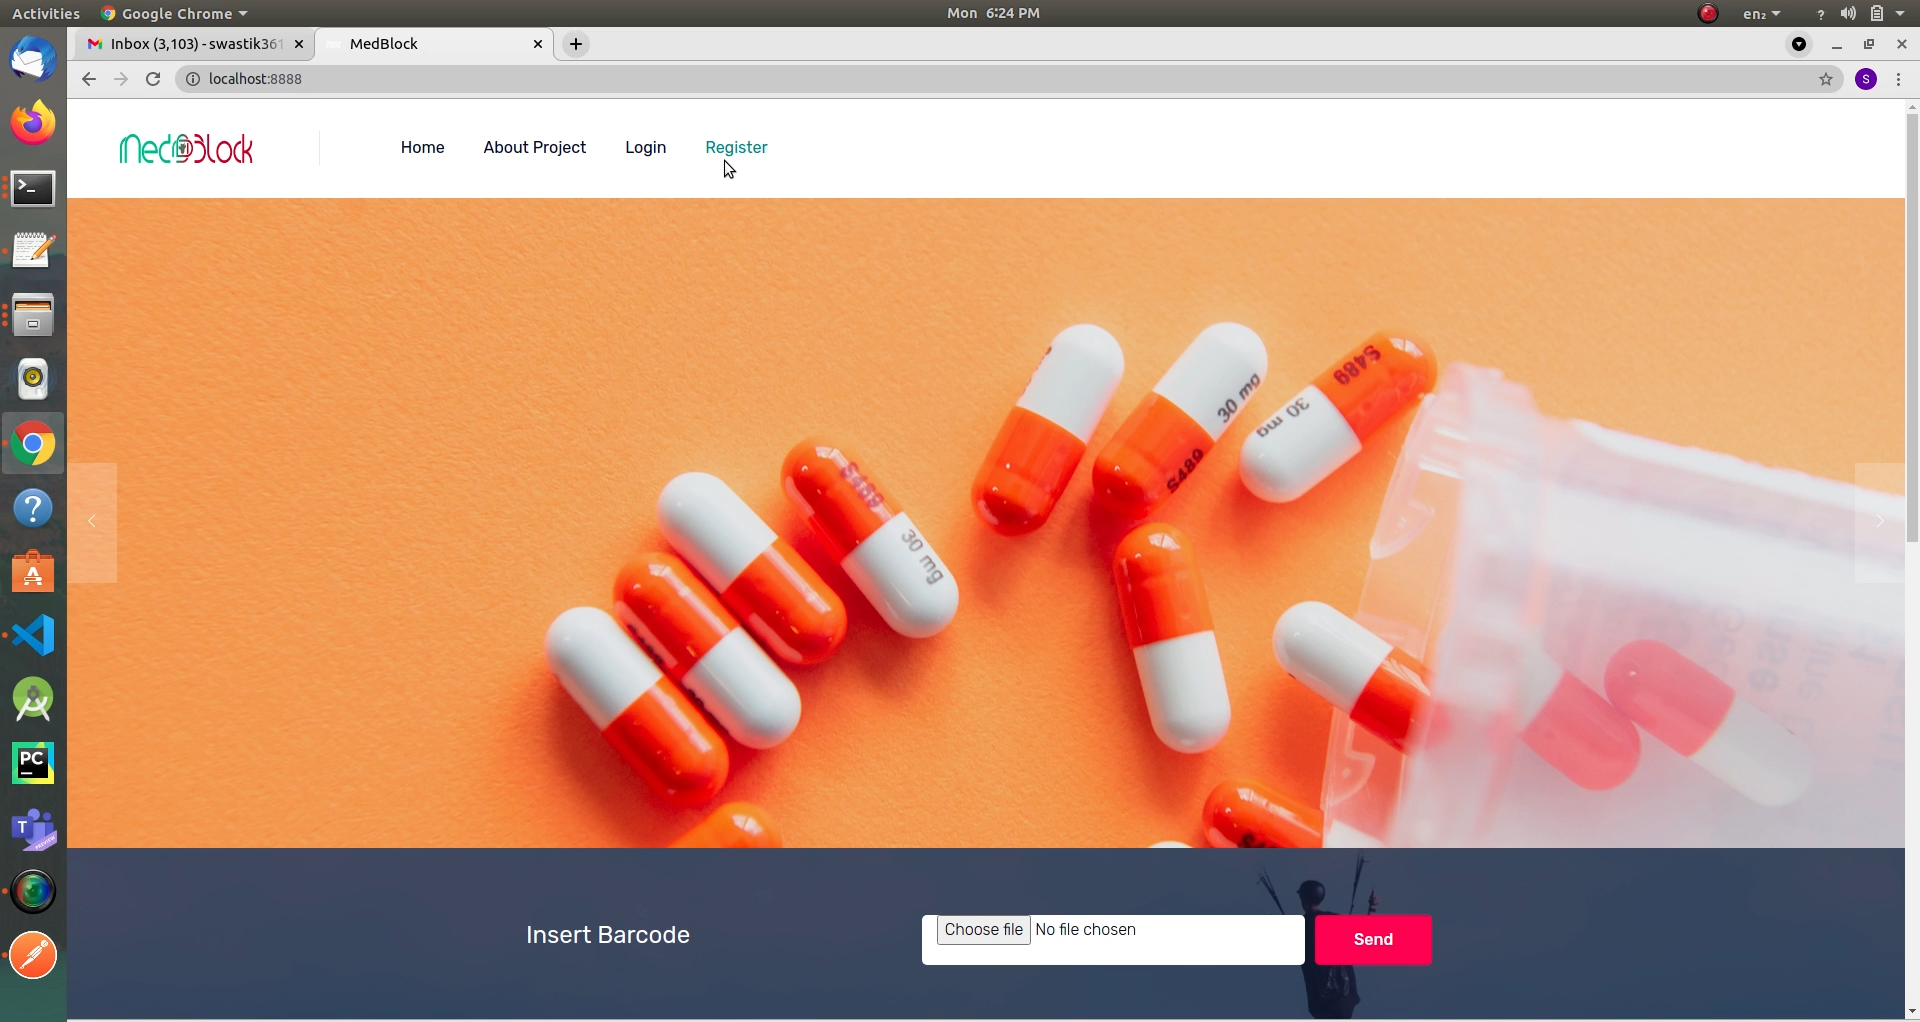 Activities Google Chrome Mon 6:24 PM en₂ ?
Inbox (3,103) - swastik361 MedBlock
localhost:8888 S
MedBlock Home About Project Login Register
S489
30 mg
30 mg
S489
30 mg
S489
Insert Barcode Choose file No file chosen Send
PC
T
PREVIEW